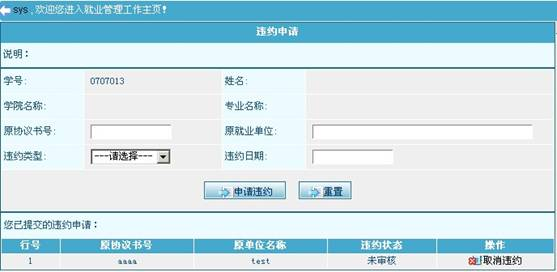 sys , 欢迎您进入就业管理工作主页!
违约申请
说明:
学号: 0707013 姓名:
学院名称: 专业名称:
原协议书号: 原就业单位:
违约类型: ---请选择--- 违约日期:
申请违约 重置
您已提交的违约申请:
行号 原协议书号 原单位名称 违约状态 操作
1 aaaa test 未审核 取消违约